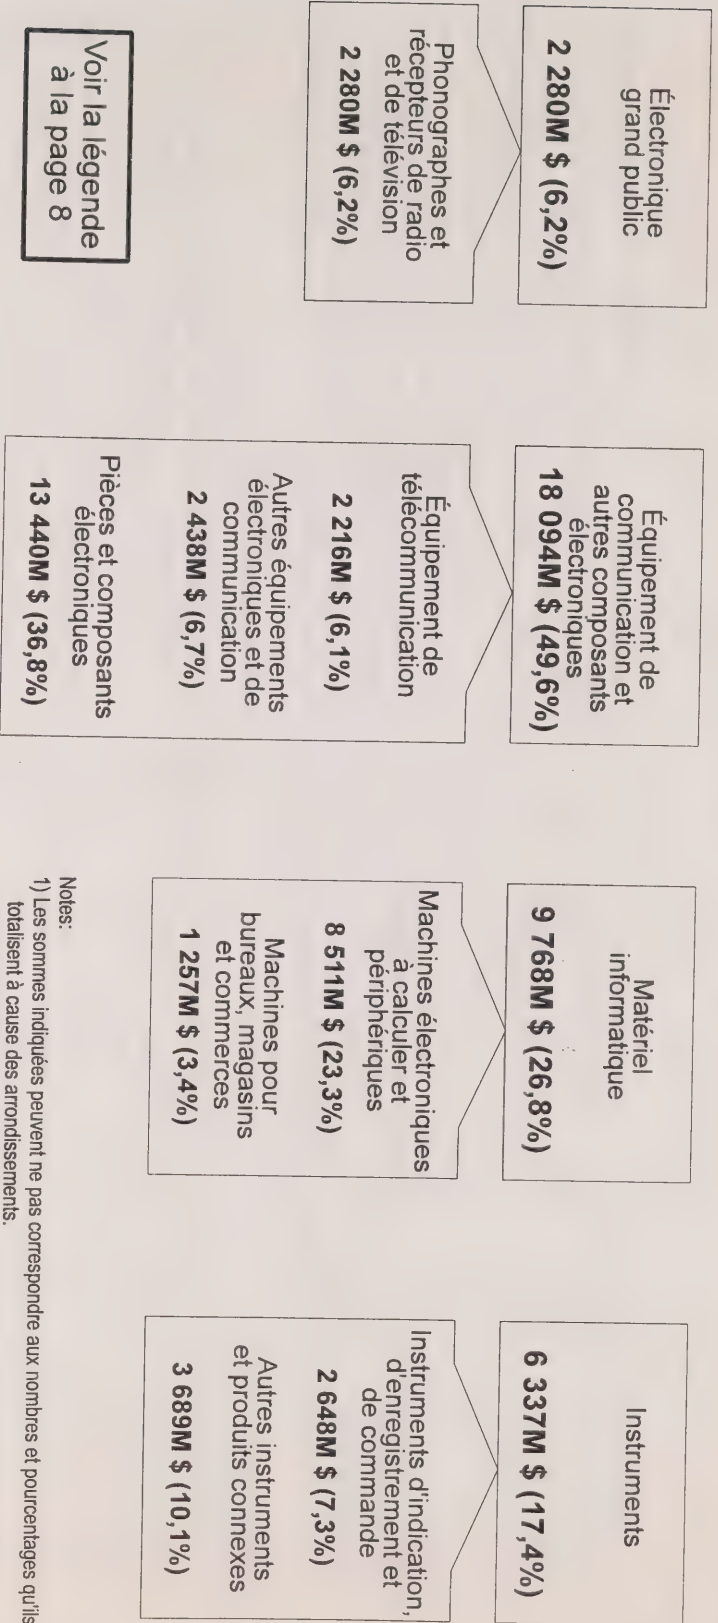 Électronique
grand public
2 280M $ (6,2%)
Phonographes et
récepteurs de radio
et de télévision
2 280M $ (6,2%)
Voir la légende
à la page 8
Équipement de
communication et
autres composants
électroniques
18 094M $ (49,6%)
Équipement de
télécommunication
2 216M $ (6,1%)
Autres équipements
électroniques et de
communication
2 438M $ (6,7%)
Pièces et composants
électroniques
13 440M $ (36,8%)
Matériel
informatique
9 768M $ (26,8%)
Machines électroniques
à calculer et
périphériques
8 511M $ (23,3%)
Machines pour
bureaux, magasins
et commerces
1 257M $ (3,4%)
Instruments
6 337M $ (17,4%)
Instruments d'indication,
d'enregistrement et
de commande
2 648M $ (7,3%)
Autres instruments
et produits connexes
3 689M $ (10,1%)
Notes:
1) Les sommes indiquées peuvent ne pas correspondre aux nombres et pourcentages qu'ils
totalisent à cause des arrondissements.